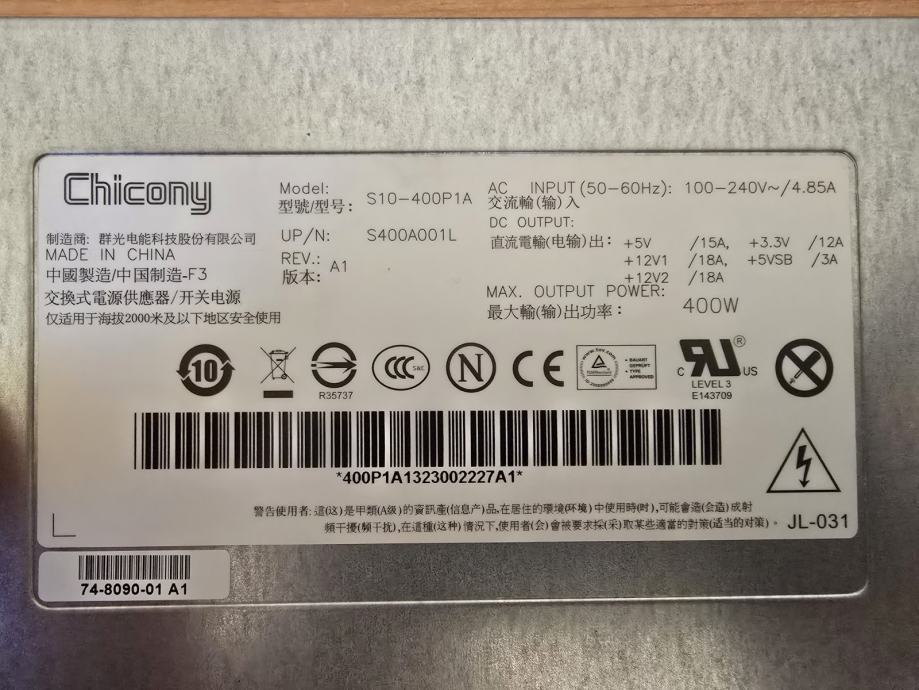 Chicony
制造商: 群光电能科技股份有限公司
MADE IN CHINA
中國製造/中国制造-F3
交換式電源供應器/开关电源
仅适用于海拔2000米及以下地区安全使用
Model:
型號/型号: S10-400P1A
UP/N: S400A001L
REV.:
版本: A1
AC INPUT (50-60Hz): 100-240V~/4.85A
交流輸(输)入
DC OUTPUT:
直流電輸(电输)出: +5V /15A, +3.3V /12A
+12V1 /18A, +5VSB /3A
+12V2 /18A
MAX. OUTPUT POWER:
最大輸(输)出功率: 400W
10
R35737
CCC S&E
N
CE
BAUART GEPRÜFT TYPE APPROVED
c RU ® US
LEVEL 3
E143709
*400P1A1323002227A1*
警告使用者: 這(这)是甲類(A级)的資訊產(信息产)品,在居住的環境(环境)中使用時(时),可能會造(会造)成射
頻干擾(频干扰),在這種(这种)情況下,使用者(会)會被要求採(采)取某些適當的對策(适当的对策)。 JL-031
74-8090-01 A1